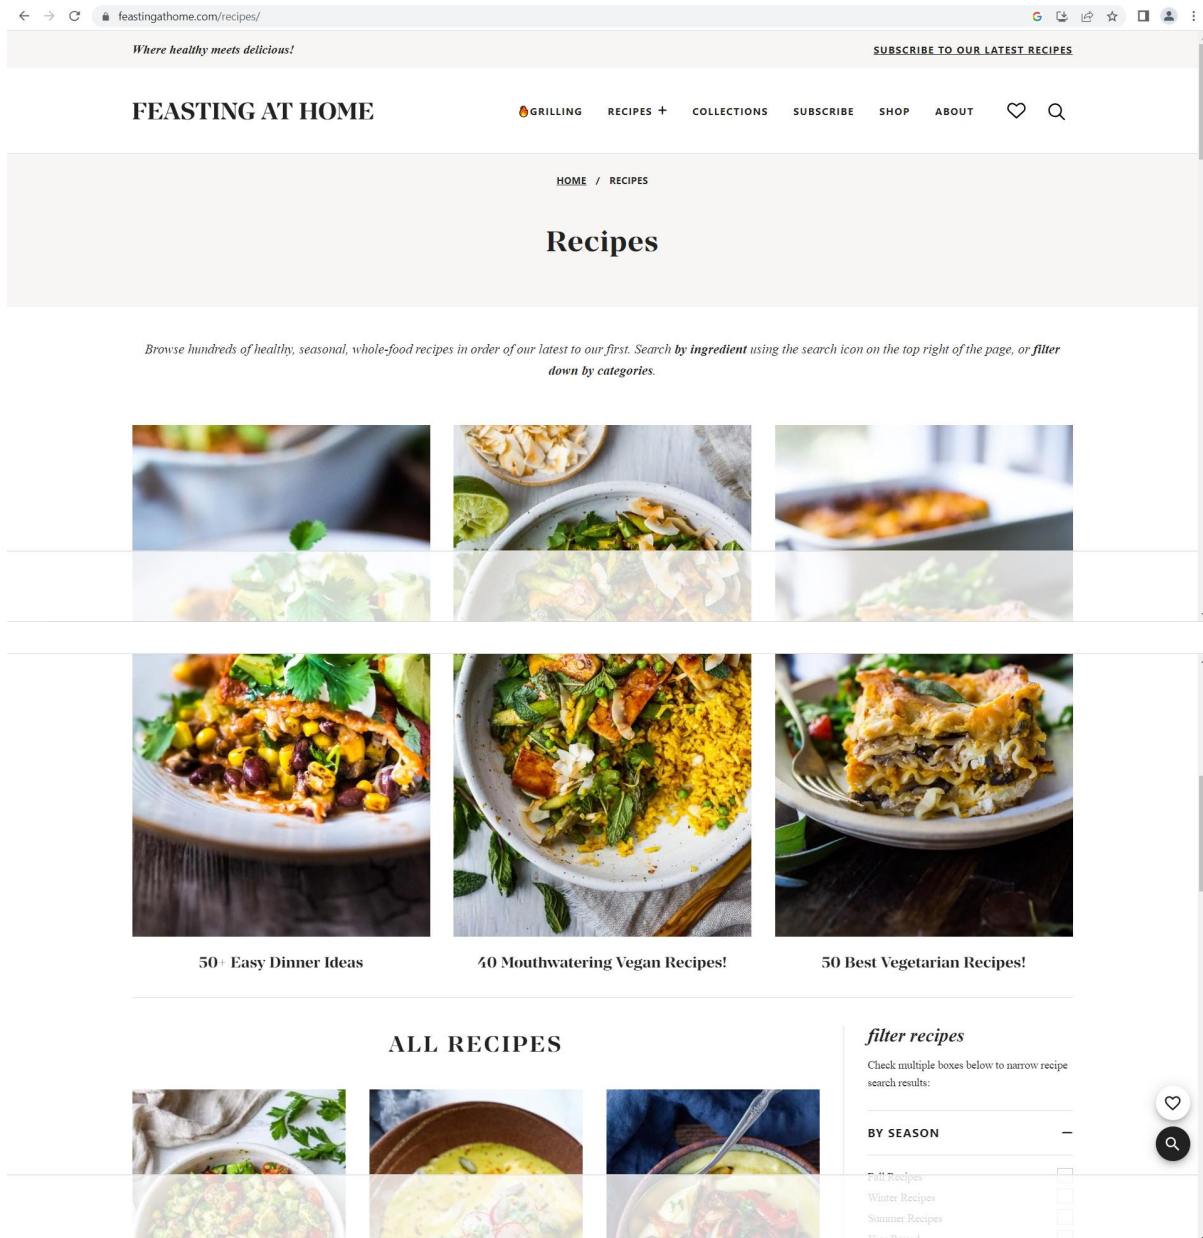 feastingathome.com/recipes/
Where healthy meets delicious!
SUBSCRIBE TO OUR LATEST RECIPES
FEASTING AT HOME
GRILLING
RECIPES +
COLLECTIONS
SUBSCRIBE
SHOP
ABOUT
HOME / RECIPES
Recipes
Browse hundreds of healthy, seasonal, whole-food recipes in order of our latest to our first. Search by ingredient using the search icon on the top right of the page, or filter
down by categories.
50+ Easy Dinner Ideas
40 Mouthwatering Vegan Recipes!
50 Best Vegetarian Recipes!
ALL RECIPES
filter recipes
Check multiple boxes below to narrow recipe
search results:
BY SEASON
Fall Recipes
Winter Recipes
Summer Recipes